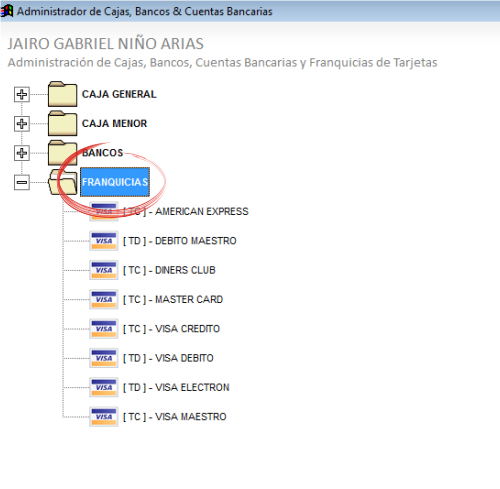 Administrador de Cajas, Bancos & Cuentas Bancarias
JAIRO GABRIEL NIÑO ARIAS
Administración de Cajas, Bancos, Cuentas Bancarias y Franquicias de Tarjetas
CAJA GENERAL
CAJA MENOR
BANCOS
FRANQUICIAS
VISA [ TC ] - AMERICAN EXPRESS
VISA [ TD ] - DEBITO MAESTRO
VISA [ TC ] - DINERS CLUB
VISA [ TC ] - MASTER CARD
VISA [ TC ] - VISA CREDITO
VISA [ TD ] - VISA DEBITO
VISA [ TD ] - VISA ELECTRON
VISA [ TC ] - VISA MAESTRO